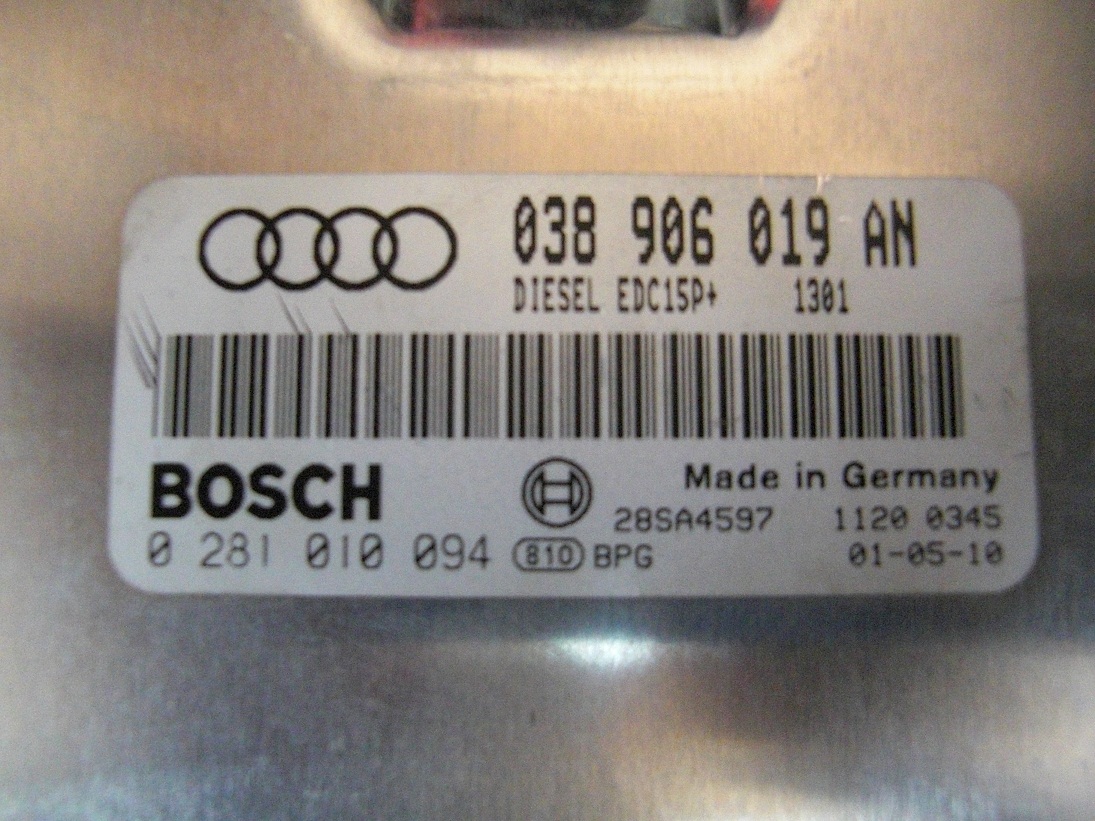 038 906 019 AN
DIESEL EDC15P+ 1301
BOSCH
Made in Germany
28SA4597 1120 0345
0 281 010 094 810 BPG 01-05-10